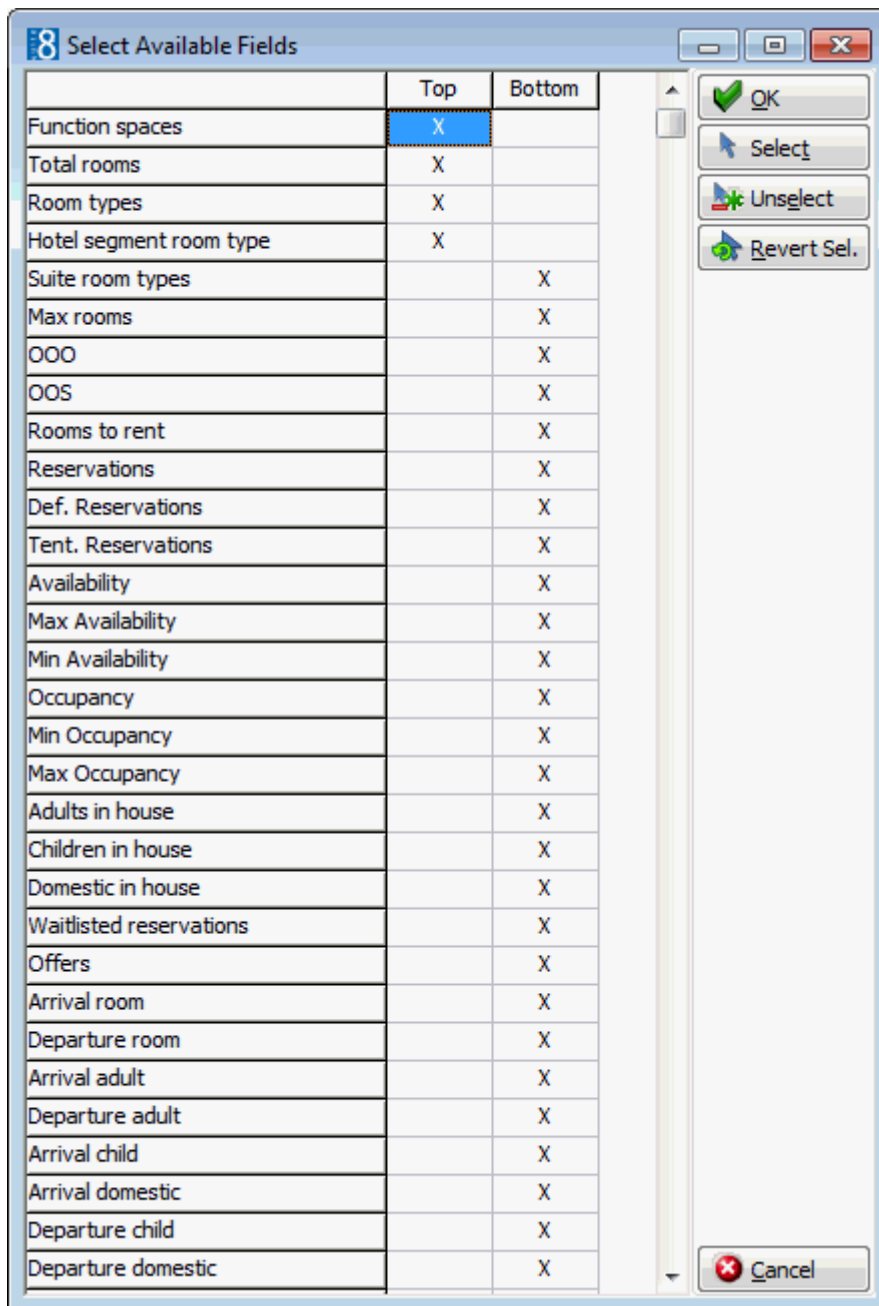 8 Select Available Fields
Top Bottom
Function spaces X
Total rooms X
Room types X
Hotel segment room type X
Suite room types X
Max rooms X
OOO X
OOS X
Rooms to rent X
Reservations X
Def. Reservations X
Tent. Reservations X
Availability X
Max Availability X
Min Availability X
Occupancy X
Min Occupancy X
Max Occupancy X
Adults in house X
Children in house X
Domestic in house X
Waitlisted reservations X
Offers X
Arrival room X
Departure room X
Arrival adult X
Departure adult X
Arrival child X
Arrival domestic X
Departure child X
Departure domestic X
OK
Select
Unselect
Revert Sel.
Cancel